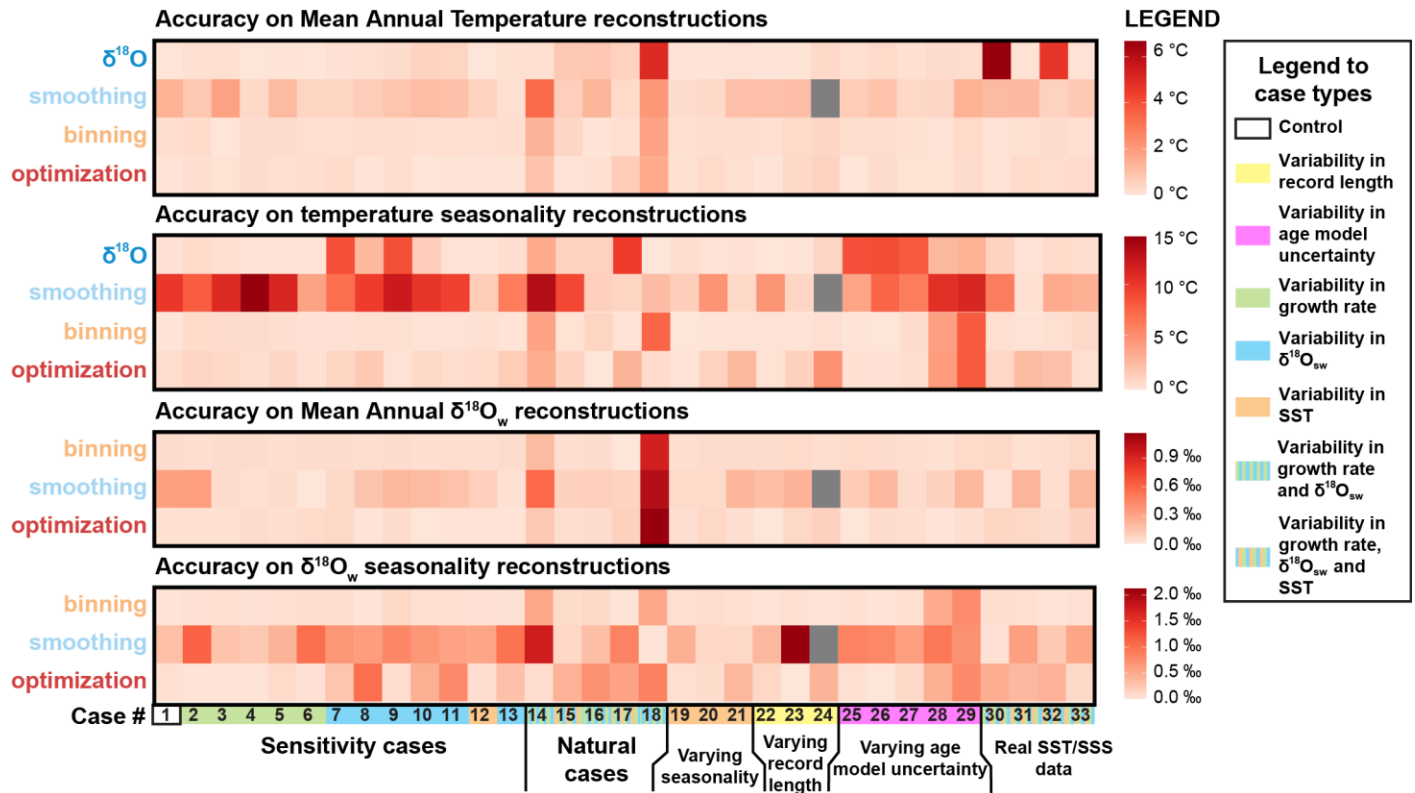 Accuracy on Mean Annual Temperature reconstructions
LEGEND
δ¹⁸O
smoothing
binning
optimization
6 °C
4 °C
2 °C
0 °C
Accuracy on temperature seasonality reconstructions
δ¹⁸O
smoothing
binning
optimization
15 °C
10 °C
5 °C
0 °C
Accuracy on Mean Annual δ¹⁸Ow reconstructions
binning
smoothing
optimization
0.9 ‰
0.6 ‰
0.3 ‰
0.0 ‰
Accuracy on δ¹⁸Ow seasonality reconstructions
binning
smoothing
optimization
2.0 ‰
1.5 ‰
1.0 ‰
0.5 ‰
0.0 ‰
Case # 1 2 3 4 5 6 7 8 9 10 11 12 13 14 15 16 17 18 19 20 21 22 23 24 25 26 27 28 29 30 31 32 33
Sensitivity cases
Natural
cases
Varying
seasonality
Varying
record
length
Varying age
model uncertainty
Real SST/SSS
data
Legend to
case types
Control
Variability in
record length
Variability in
age model
uncertainty
Variability in
growth rate
Variability in
δ¹⁸Osw
Variability in
SST
Variability in
growth rate
and δ¹⁸Osw
Variability in
growth rate,
δ¹⁸Osw and
SST